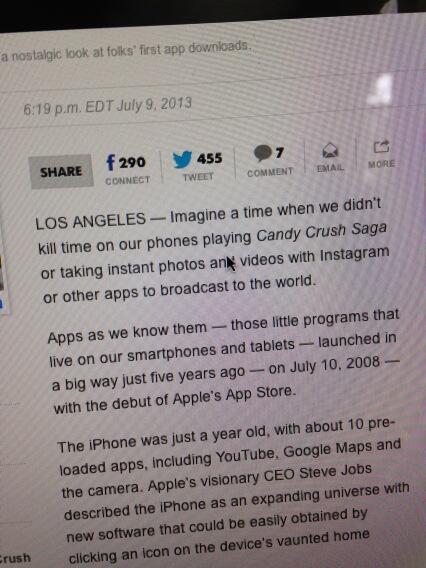 a nostalgic look at folks' first app downloads.
6:19 p.m. EDT July 9, 2013
SHARE
290
CONNECT
455
TWEET
7
COMMENT
EMAIL
MORE
LOS ANGELES — Imagine a time when we didn't
kill time on our phones playing Candy Crush Saga
or taking instant photos and videos with Instagram
or other apps to broadcast to the world.
Apps as we know them — those little programs that
live on our smartphones and tablets — launched in
a big way just five years ago — on July 10, 2008 —
with the debut of Apple's App Store.
The iPhone was just a year old, with about 10 pre-
loaded apps, including YouTube, Google Maps and
the camera. Apple's visionary CEO Steve Jobs
described the iPhone as an expanding universe with
new software that could be easily obtained by
Crush
clicking an icon on the device's vaunted home